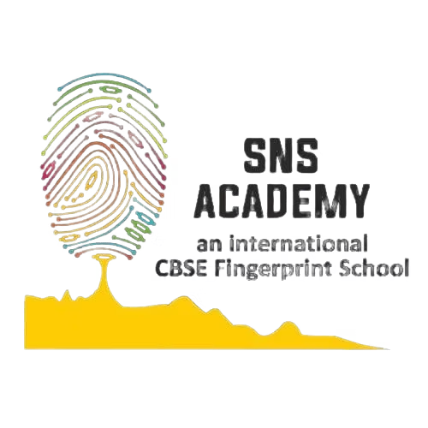 SNS
ACADEMY
an international
CBSE Fingerprint School